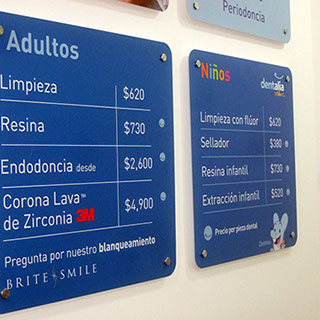 Periodoncia
Adultos
Limpieza $620
Resina $730
Endodoncia desde $2,600
Corona Lava™
de Zirconia 3M $4,900
Pregunta por nuestro blanqueamiento
BRITE SMILE
Niños
dentalia
Limpieza con flúor $620
Sellador $380
Resina infantil $730
Extracción infantil $520
Precio por pieza dental